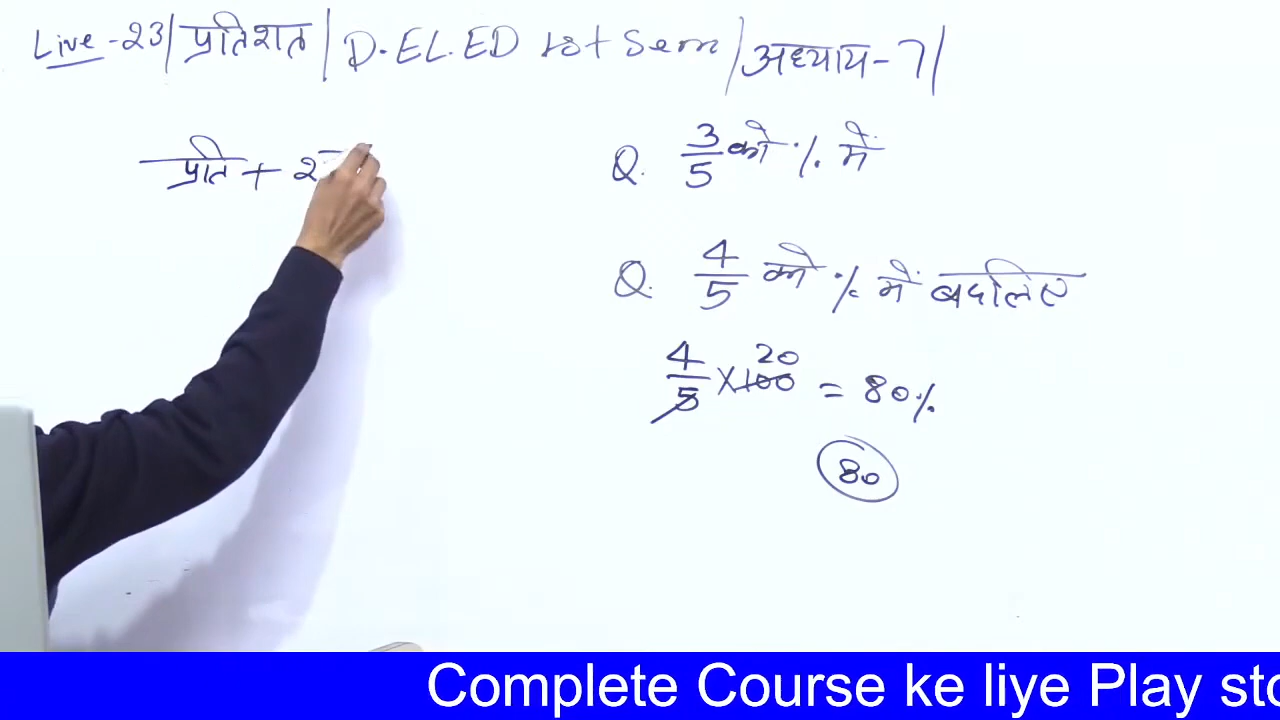 Live-23|प्रतिशत|D.EL.ED 1st Sem|अध्याय-7|
प्रति +
Q. 3/5 को % में
Q. 4/5 को % में बदलिए
4/5 × 100 20 = 80%
80
Complete Course ke liye Play sto